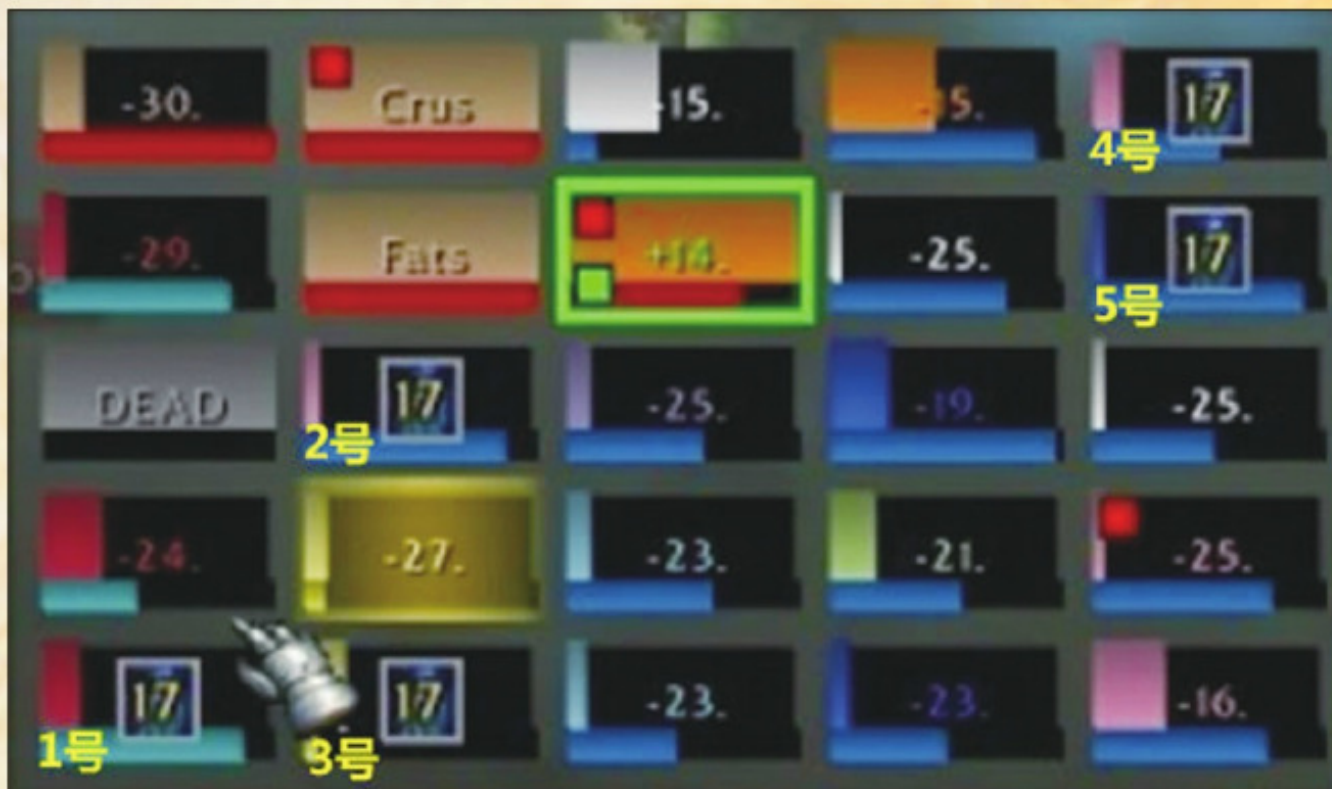 -30. Crus -15. -15. 17
4号
-29. Fats +14. -25. 17
5号
DEAD 17 -25. -19. -25.
2号
-24. -27. -23. -21. -25.
17 17 -23. -23. -16.
1号 3号